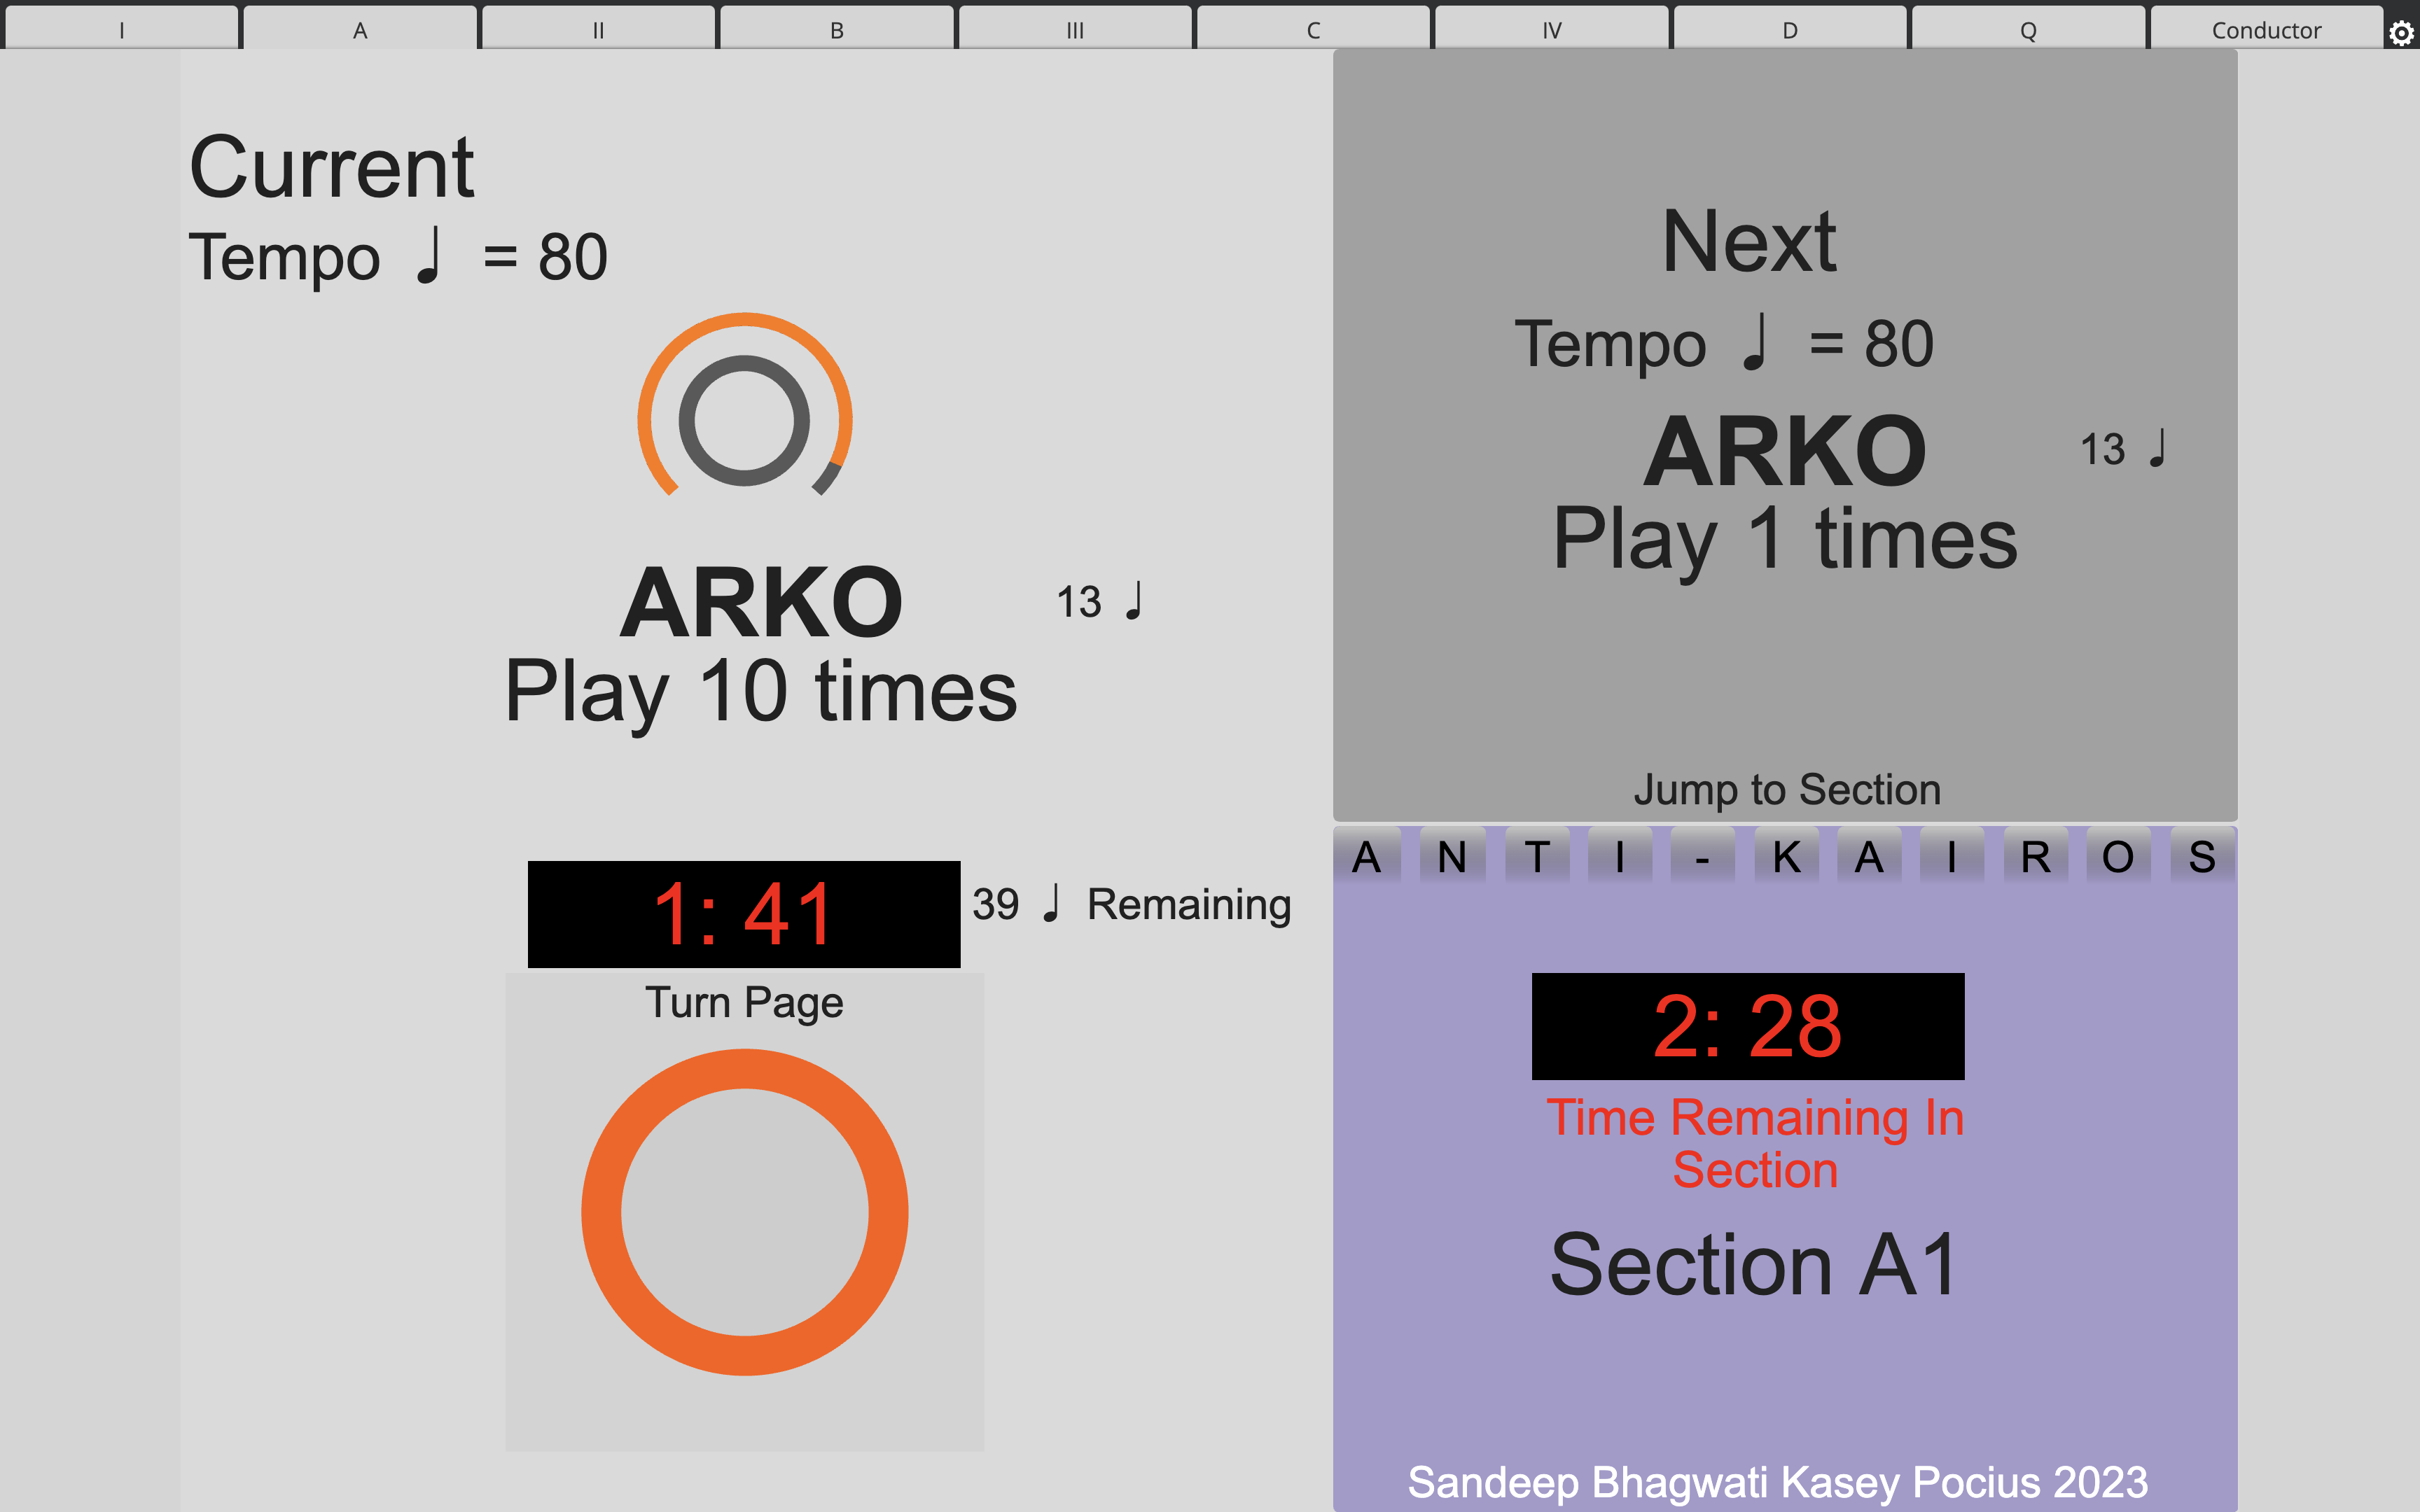 I A II B III C IV D Q Conductor
Current
Tempo ♩ = 80
ARKO
13 ♩
Play 10 times
1: 41
39 ♩ Remaining
Turn Page
Next
Tempo ♩ = 80
ARKO
13 ♩
Play 1 times
Jump to Section
A N T I - K A I R O S
2: 28
Time Remaining In
Section
Section A1
Sandeep Bhagwati Kasey Pocius 2023